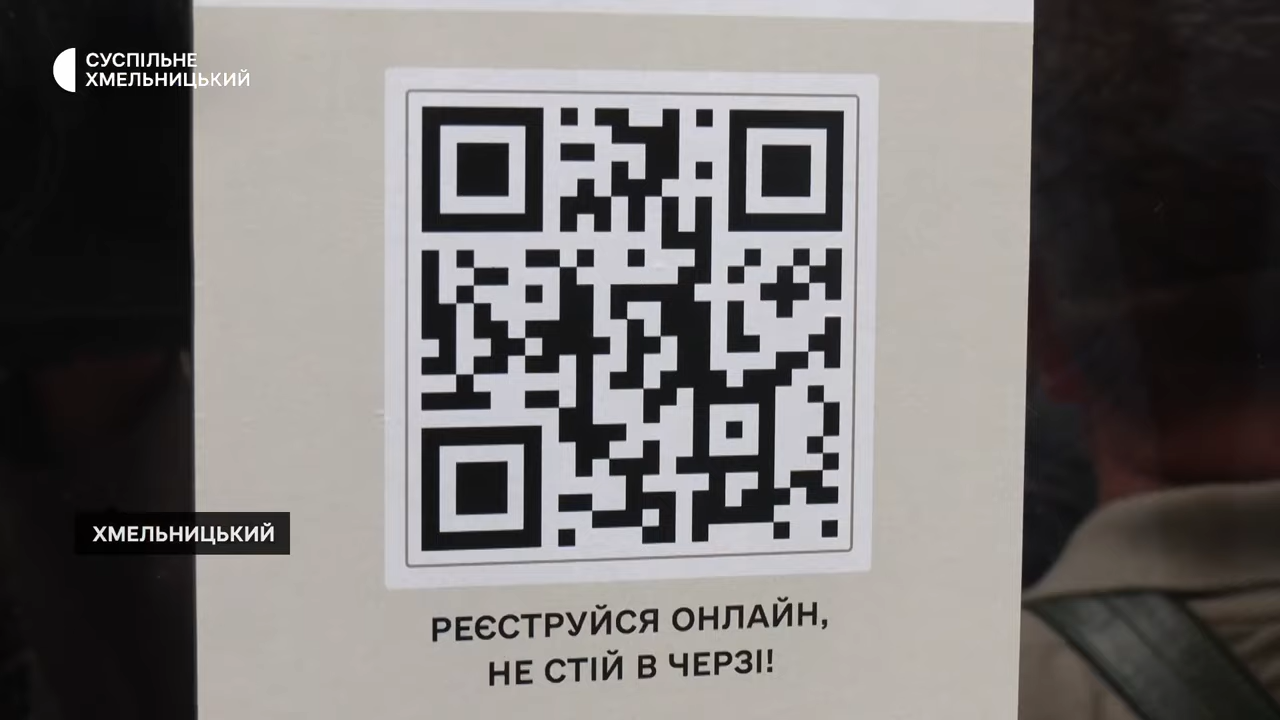 СУСПІЛЬНЕ
ХМЕЛЬНИЦЬКИЙ
ХМЕЛЬНИЦЬКИЙ
РЕЄСТРУЙСЯ ОНЛАЙН,
НЕ СТІЙ В ЧЕРЗІ!